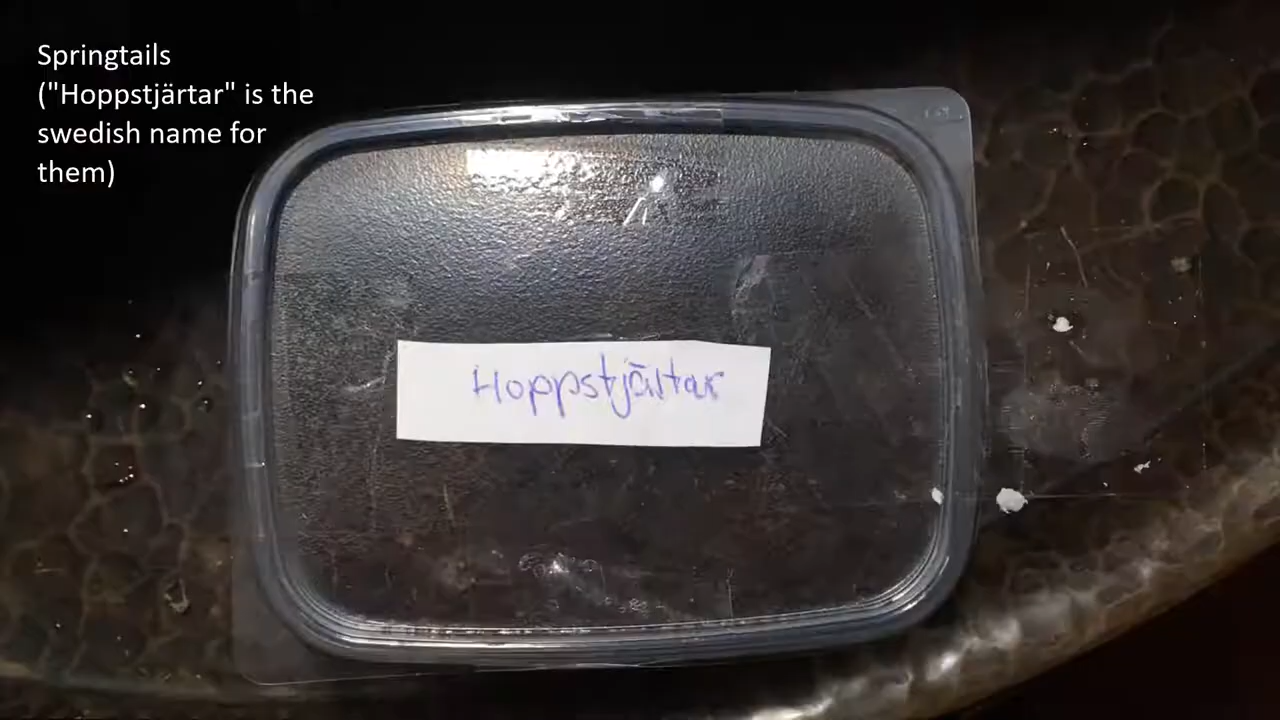 Springtails
("Hoppstjärtar" is the
swedish name for
them)
Hoppstjärtar